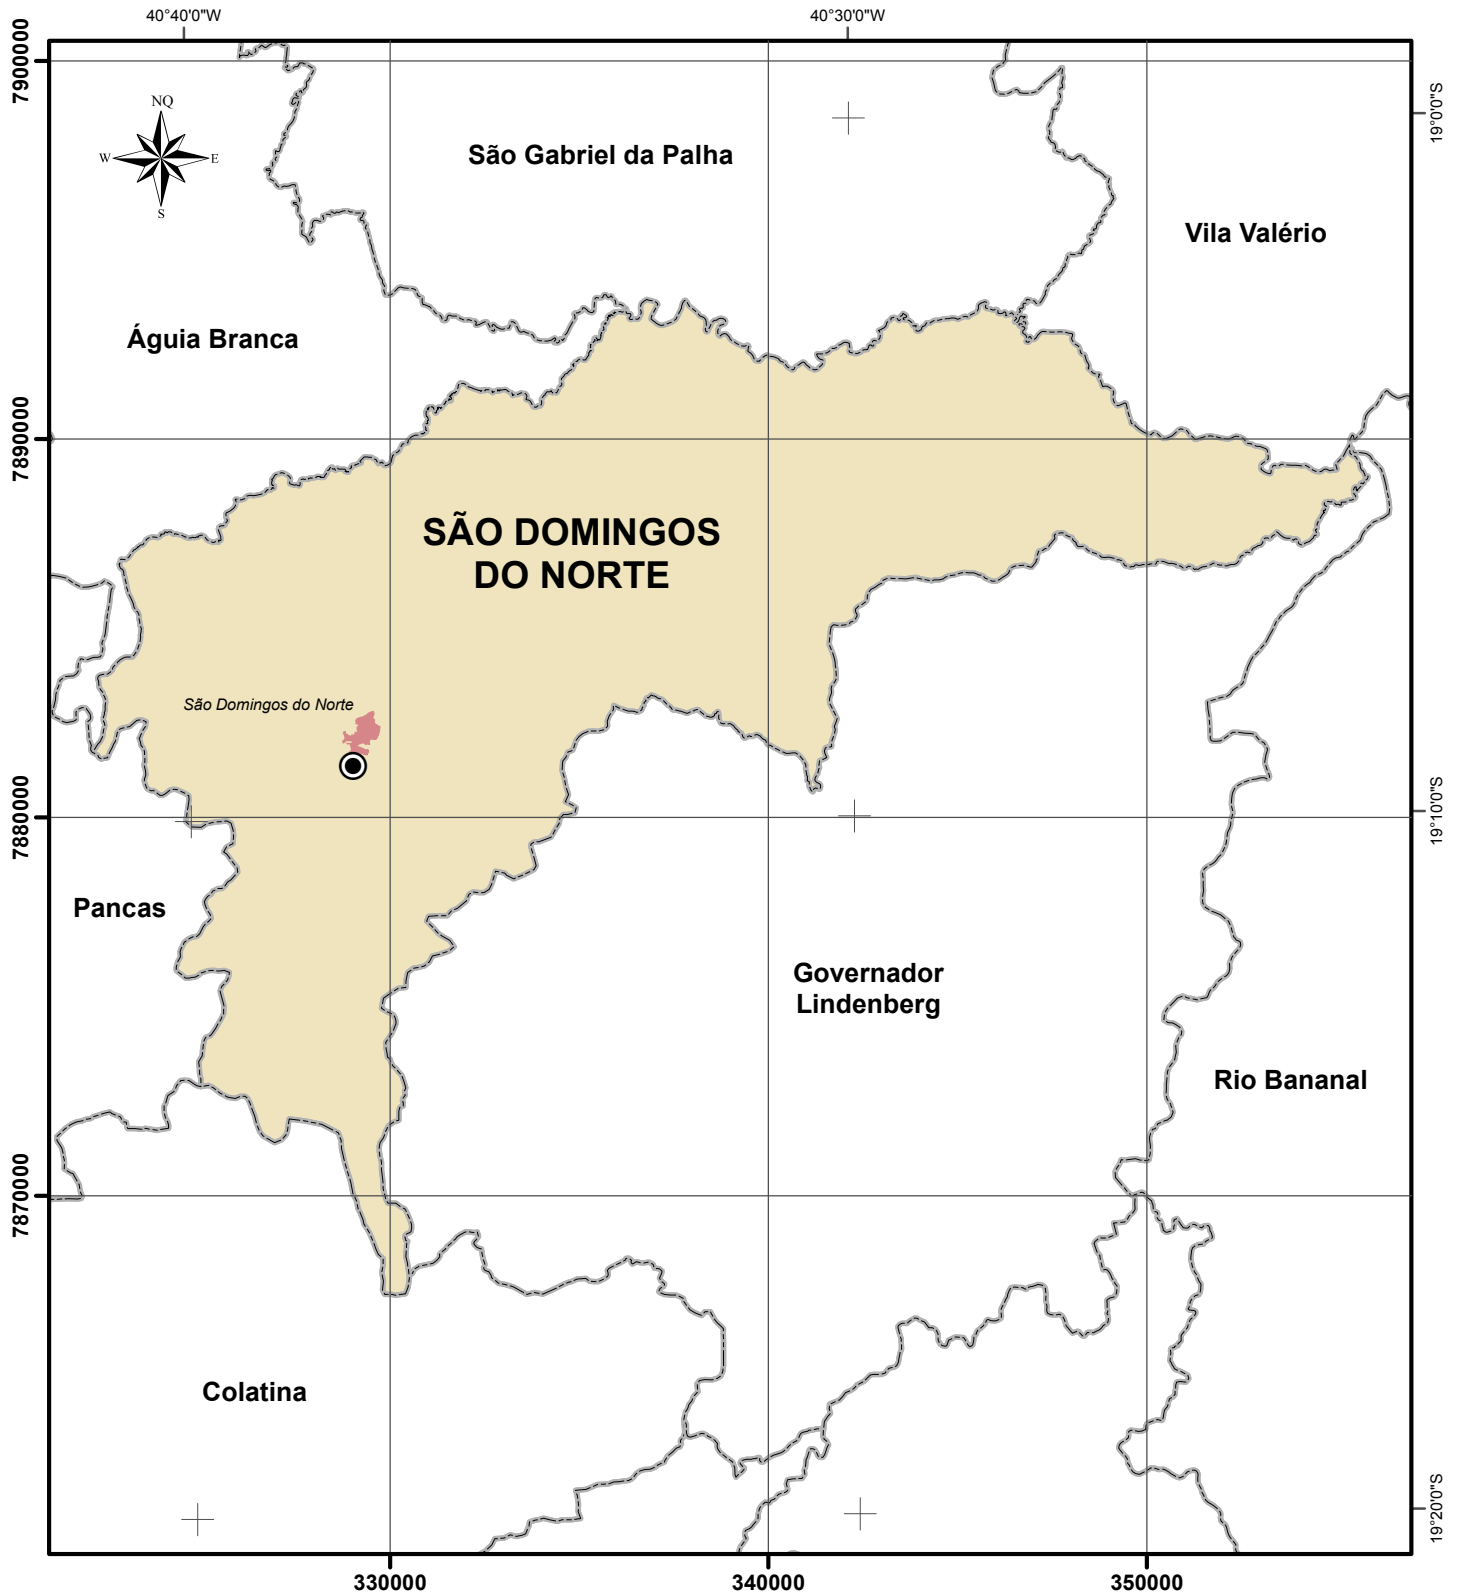 40°40'0"W
40°30'0"W
7900000
19°0'0"S
NQ
W
E
S
São Gabriel da Palha
Vila Valério
Águia Branca
7890000
SÃO DOMINGOS
DO NORTE
São Domingos do Norte
7880000
19°10'0"S
Pancas
Governador
Lindenberg
Rio Bananal
7870000
Colatina
19°20'0"S
330000
340000
350000